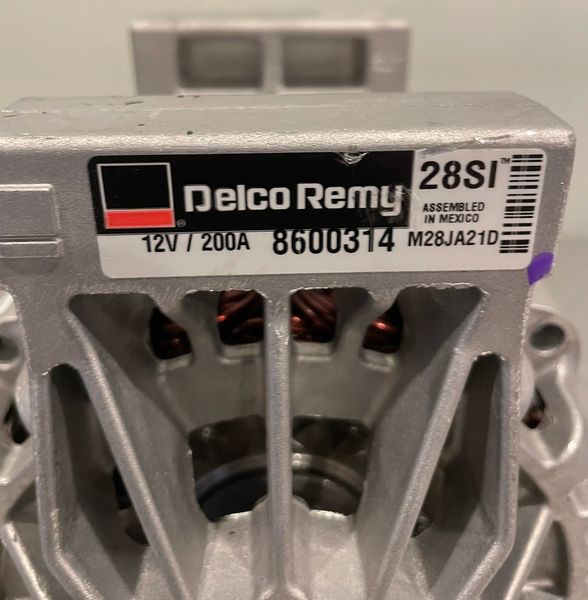 Delco Remy ®
28SI™
ASSEMBLED
IN MEXICO
12V / 200A 8600314 M28JA21D